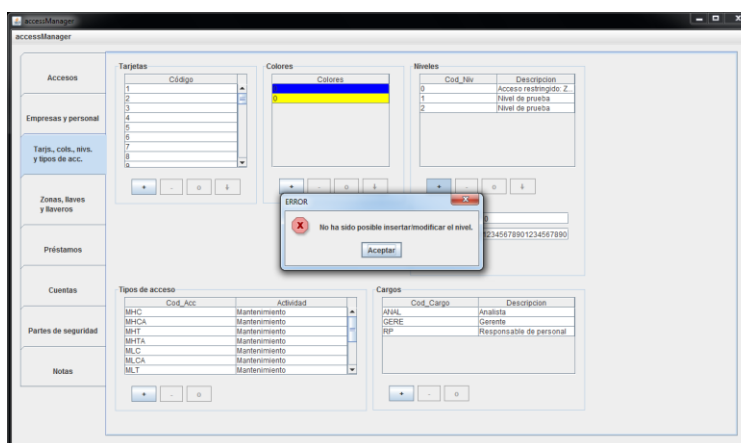 accessManager
accessManager
Accesos
Empresas y personal
Tarjs., cols., nivs.
y tipos de acc.
Zonas, llaves
y llaveros
Préstamos
Cuentas
Partes de seguridad
Notas
Tarjetas
Código
1
2
3
4
5
6
7
8
+ - o
Colores
Colores
0
+ - o
Niveles
Cod_Niv Descripcion
0 Acceso restringido: Z...
1 Nivel de prueba
2 Nivel de prueba
+ - o
0
1234567890123456 7890
ERROR
No ha sido posible insertar/modificar el nivel.
Aceptar
Tipos de acceso
Cod_Acc Actividad
MHC Mantenimiento
MHCA Mantenimiento
MHT Mantenimiento
MHTA Mantenimiento
MLC Mantenimiento
MLCA Mantenimiento
MLT Mantenimiento
+ - o
Cargos
Cod_Cargo Descripcion
ANAL Analista
GERE Gerente
RP Responsable de personal
+ - o